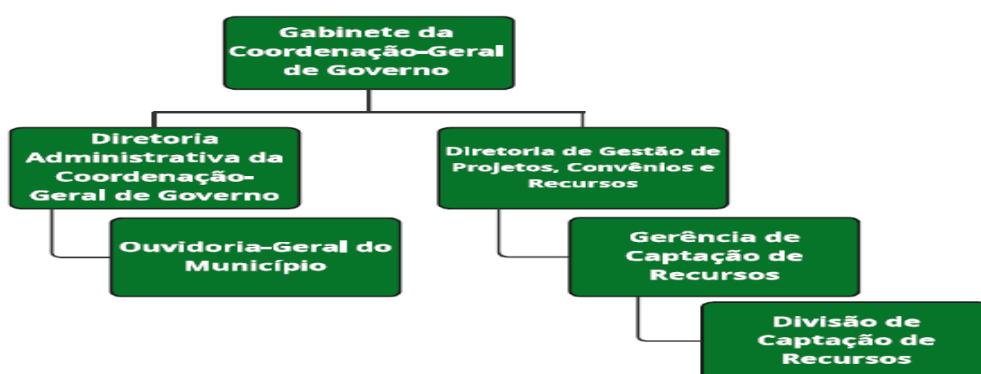 Gabinete da
Coordenação-Geral
de Governo
Diretoria
Administrativa da
Coordenação-
Geral de Governo
Diretoria de Gestão de
Projetos, Convênios e
Recursos
Ouvidoria-Geral do
Município
Gerência de
Captação de
Recursos
Divisão de
Captação de
Recursos